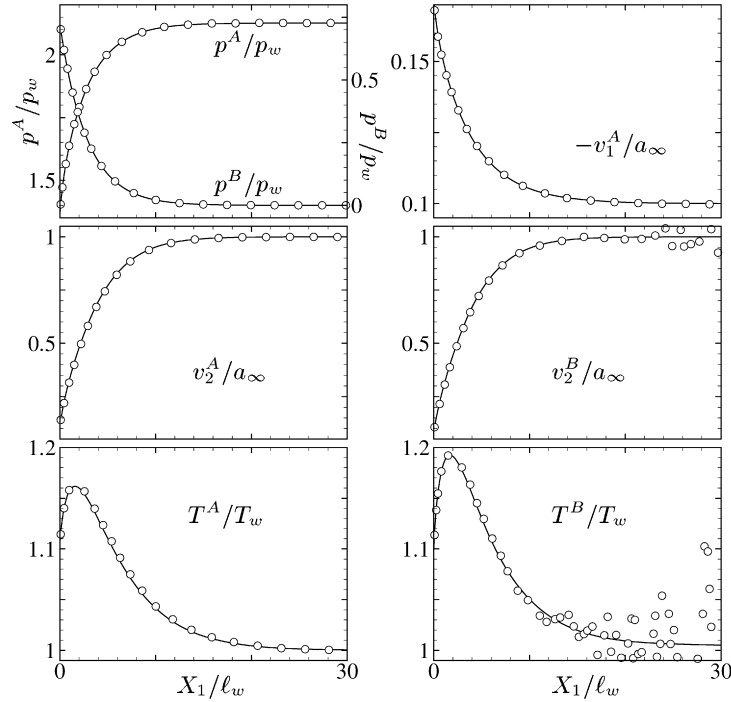 2
1.5
p^A/p_w
p^A/p_w
p^B/p_w
0.5
0
p^B/p_w
0.15
0.1
−v_1^A/a_∞
1
0.5
v_2^A/a_∞
1
0.5
v_2^B/a_∞
1.2
1.1
1
T^A/T_w
0
30
X_1/ℓ_w
1.2
1.1
1
T^B/T_w
0
30
X_1/ℓ_w